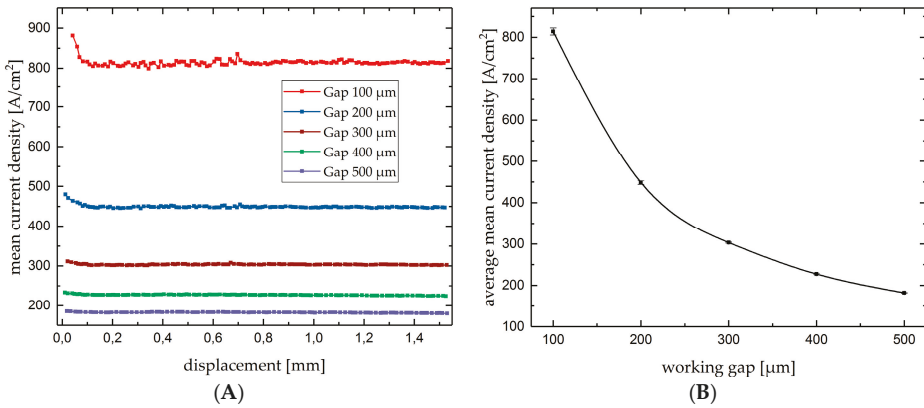 mean current density [A/cm²]
900
800
700
600
500
400
300
200
Gap 100 µm
Gap 200 µm
Gap 300 µm
Gap 400 µm
Gap 500 µm
0,0 0,2 0,4 0,6 0,8 1,0 1,2 1,4
displacement [mm]
(A)
average mean current density [A/cm²]
800
700
600
500
400
300
200
100
100 200 300 400 500
working gap [µm]
(B)